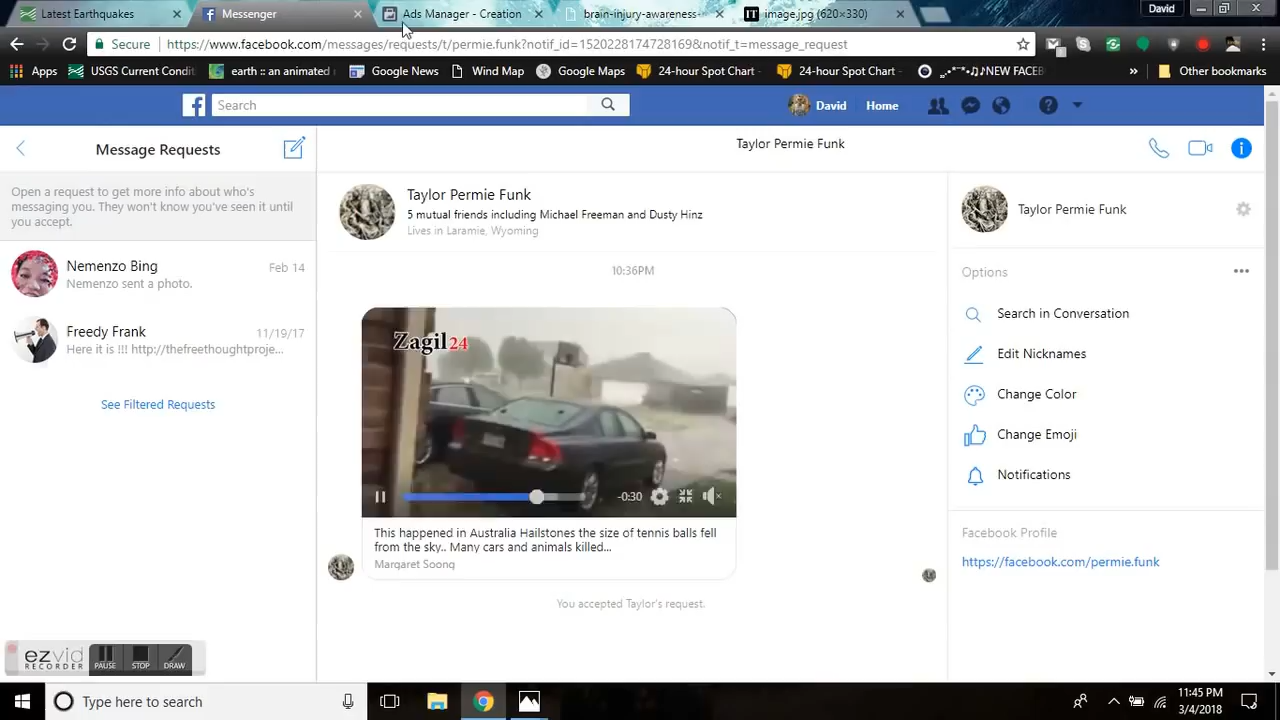 Latest Earthquakes
Messenger
Ads Manager - Creation
brain-injury-awareness-
image.jpg (620×330)
David
Secure
https://www.facebook.com/messages/requests/t/permie.funk?notif_id=1520228174728169&notif_t=message_request
Apps
USGS Current Condi
earth :: an animated
Google News
Wind Map
Google Maps
24-hour Spot Chart
24-hour Spot Chart
NEW FACEB
»
Other bookmarks
Search
David
Home
Message Requests
Taylor Permie Funk
Open a request to get more info about who's
messaging you. They won't know you've seen it until
you accept.
Nemenzo Bing
Feb 14
Nemenzo sent a photo.
Freedy Frank
11/19/17
Here it is !!! http://thefreethoughtproje...
See Filtered Requests
Taylor Permie Funk
5 mutual friends including Michael Freeman and Dusty Hinz
Lives in Laramie, Wyoming
10:36PM
Zagil24
-0:30
This happened in Australia Hailstones the size of tennis balls fell
from the sky.. Many cars and animals killed...
Margaret Soong
You accepted Taylor's request.
Taylor Permie Funk
Options
Search in Conversation
Edit Nicknames
Change Color
Change Emoji
Notifications
Facebook Profile
https://facebook.com/permie.funk
ezvid
RECORDER
PAUSE
STOP
DRAW
Type here to search
11:45 PM
3/4/2018